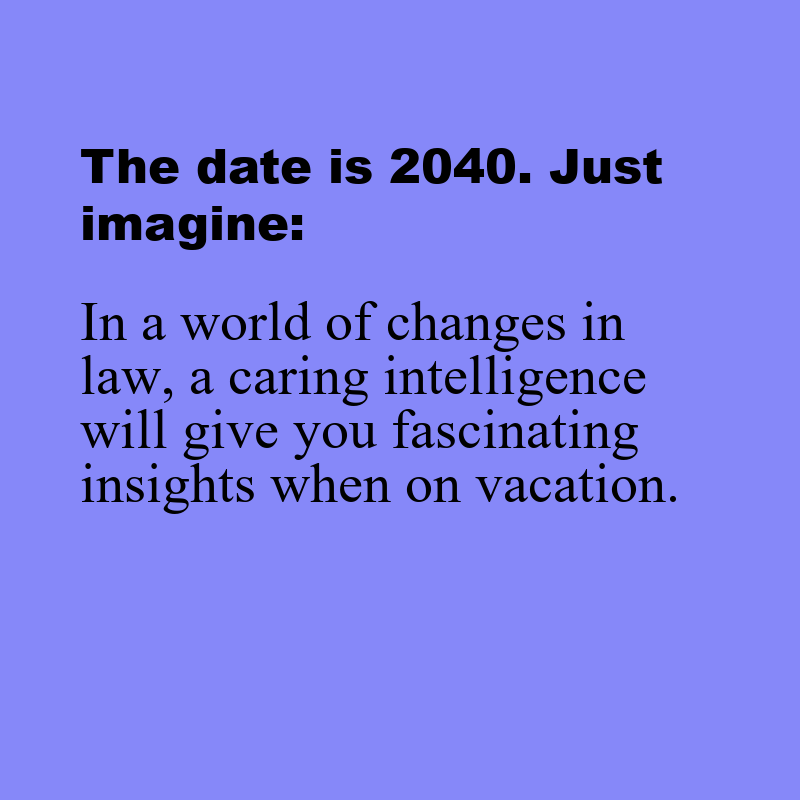 The date is 2040. Just
imagine:
In a world of changes in
law, a caring intelligence
will give you fascinating
insights when on vacation.